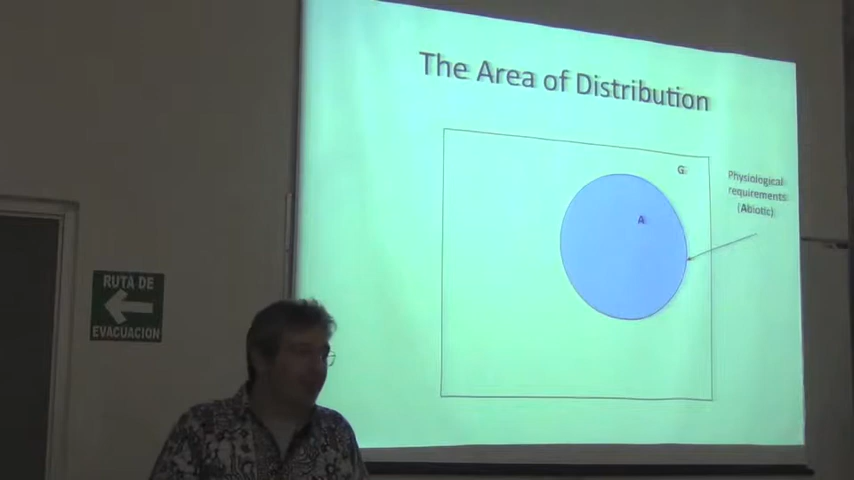 The Area of Distribution
G
Physiological
requirements
(Abiotic)
A
RUTA DE
EVACUACION